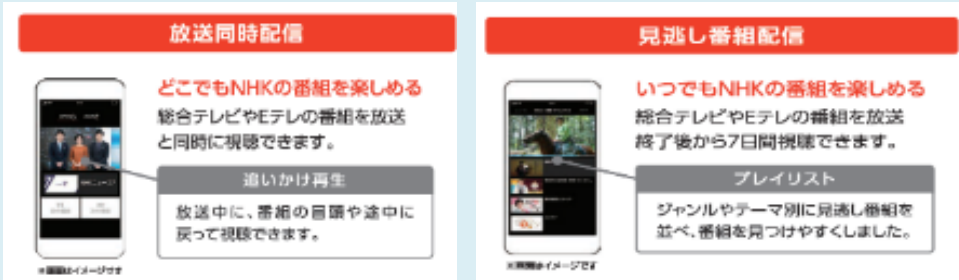 放送同時配信
どこでもNHKの番組を楽しめる
総合テレビやEテレの番組を放送
と同時に視聴できます。
追いかけ再生
放送中に、番組の冒頭や途中に
戻って視聴できます。
※画面はイメージです
見逃し番組配信
いつでもNHKの番組を楽しめる
総合テレビやEテレの番組を放送
終了後から7日間視聴できます。
プレイリスト
ジャンルやテーマ別に見逃し番組を
並べ、番組を見つけやすくしました。
※画面はイメージです